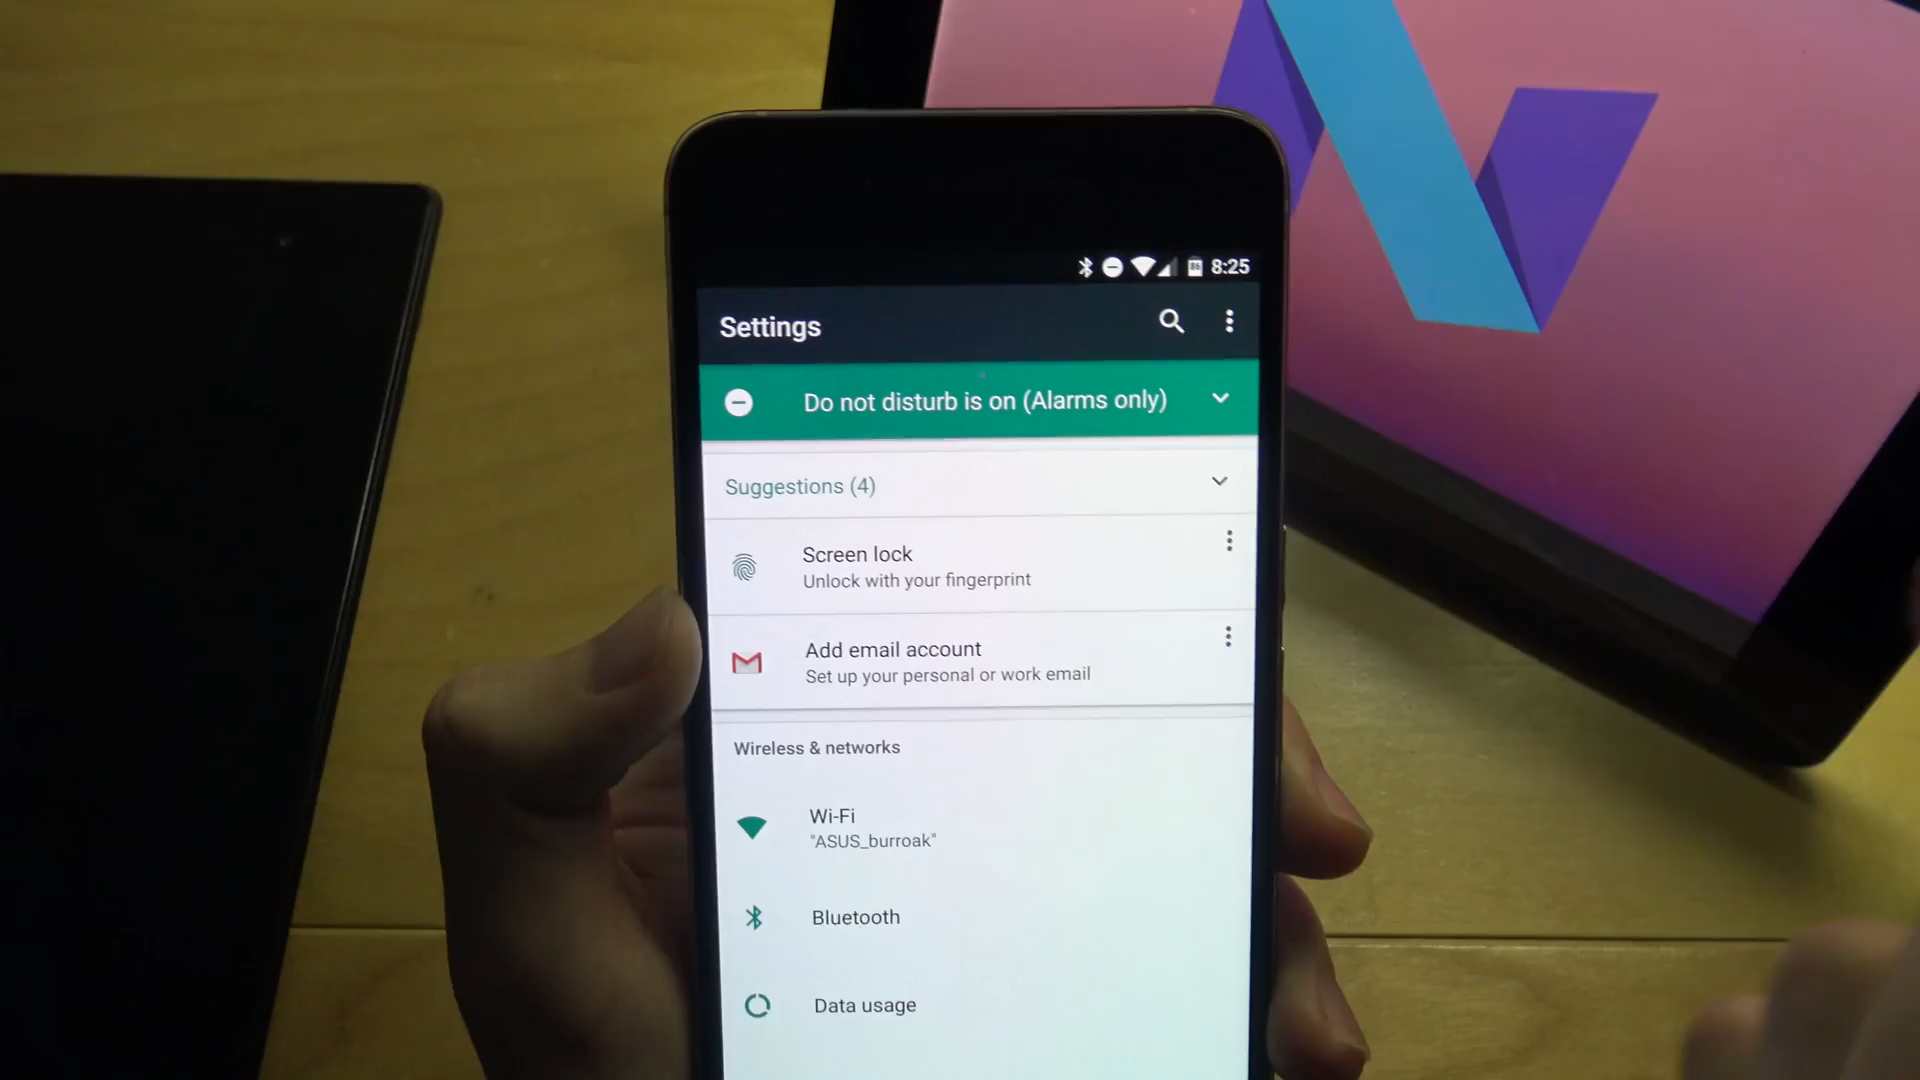 8:25
Settings
Do not disturb is on (Alarms only)
Suggestions (4)
Screen lock
Unlock with your fingerprint
Add email account
Set up your personal or work email
Wireless & networks
Wi-Fi
"ASUS_burroak"
Bluetooth
Data usage